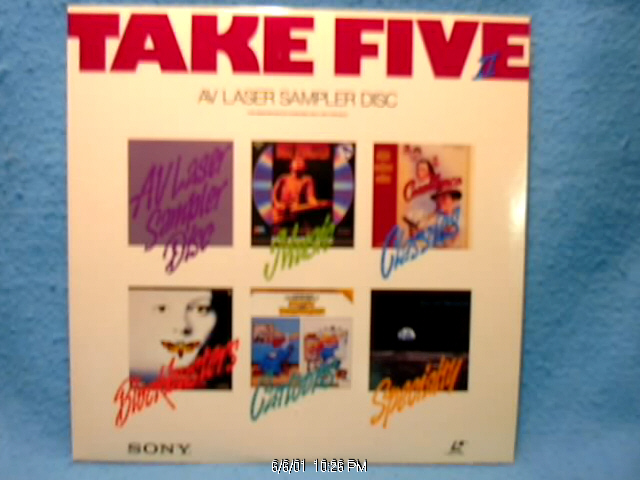 TAKE FIVE
II
AV LASER SAMPLER DISC
AV Laser
Sampler
Disc
Music
Classics
Blockbusters
Cartoons
Specialty
SONY
6/6/01 10:26 PM